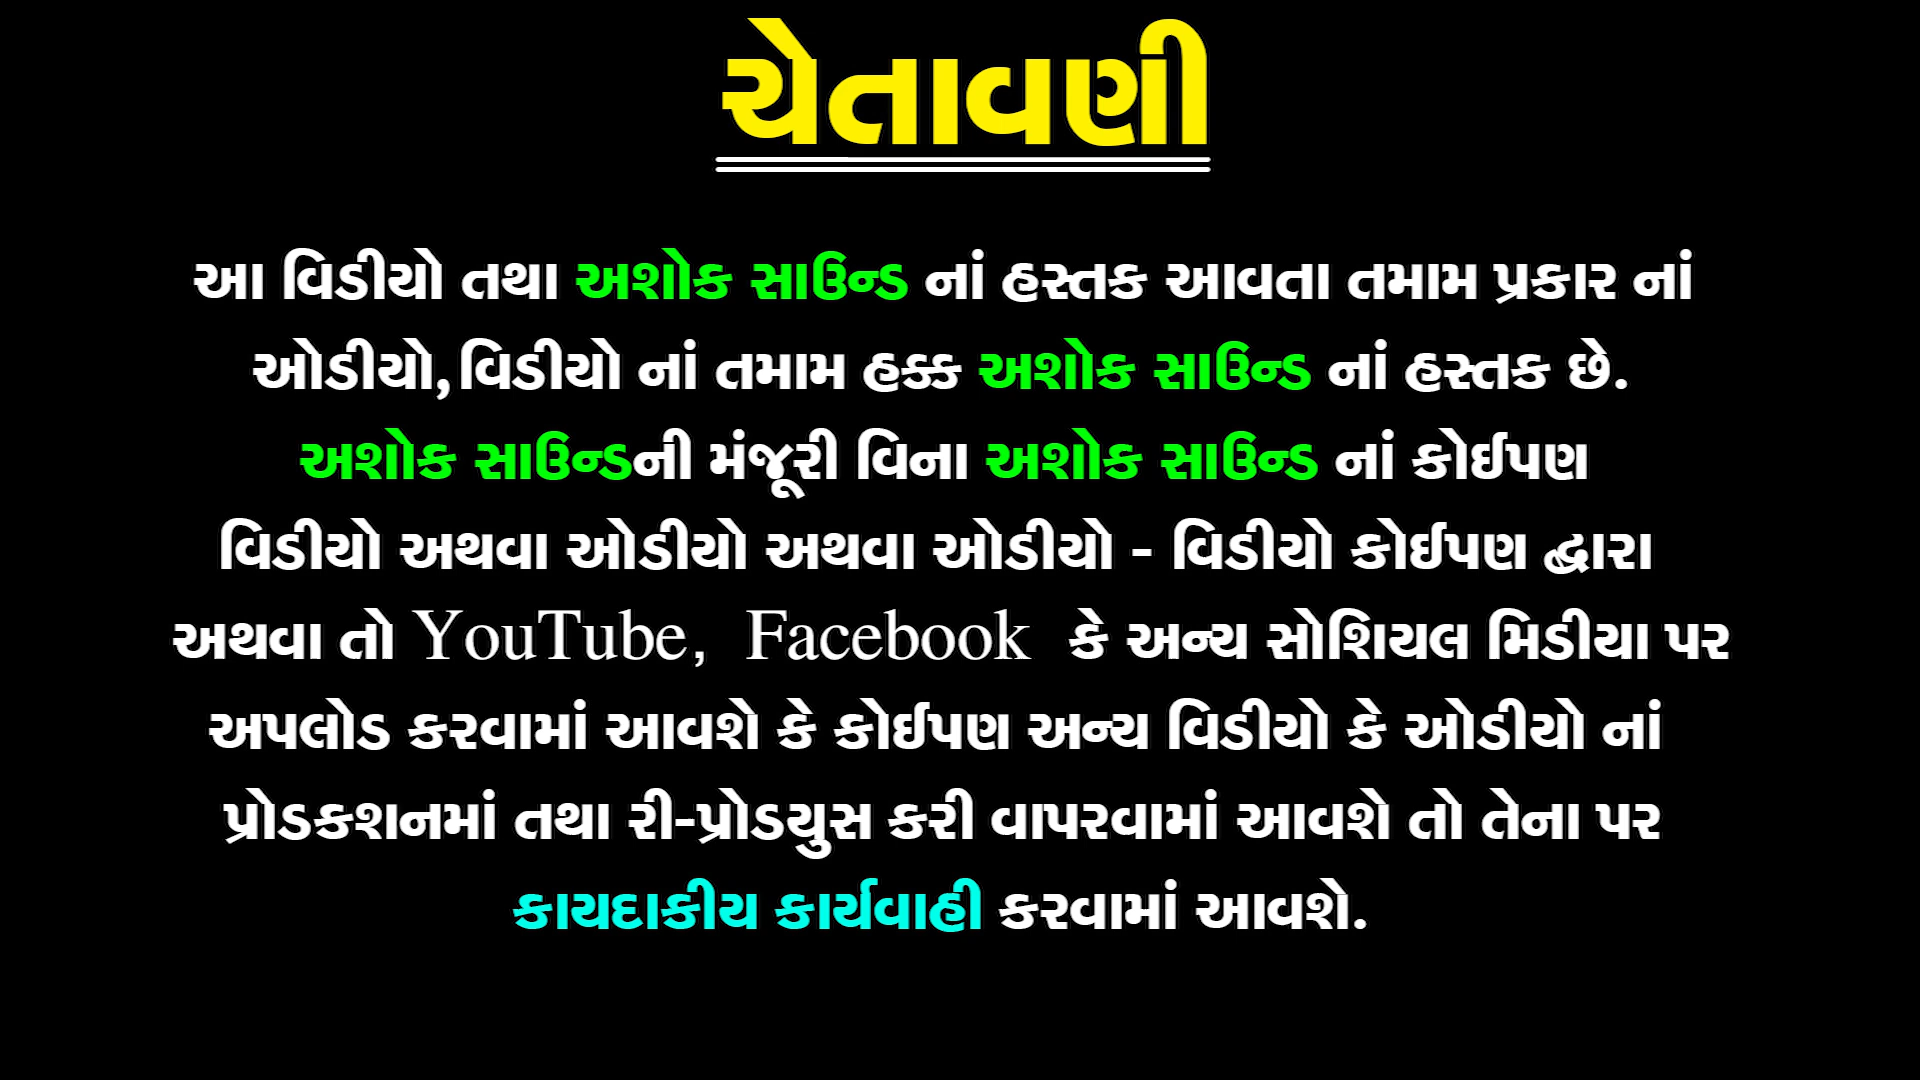 ચેતાવણી
આ વિડીયો તથા અશોક સાઉન્ડ નાં હસ્તક આવતા તમામ પ્રકાર નાં
ઓડીયો,વિડીયો નાં તમામ હક્ક અશોક સાઉન્ડ નાં હસ્તક છે.
અશોક સાઉન્ડની મંજૂરી વિના અશોક સાઉન્ડ નાં કોઈપણ
વિડીયો અથવા ઓડીયો અથવા ઓડીયો - વિડીયો કોઈપણ દ્વારા
અથવા તો YouTube, Facebook કે અન્ય સોશિયલ મિડીયા પર
અપલોડ કરવામાં આવશે કે કોઈપણ અન્ય વિડીયો કે ઓડીયો નાં
પ્રોડકશનમાં તથા રી-પ્રોડયુસ કરી વાપરવામાં આવશે તો તેના પર
કાયદાકીય કાર્યવાહી કરવામાં આવશે.